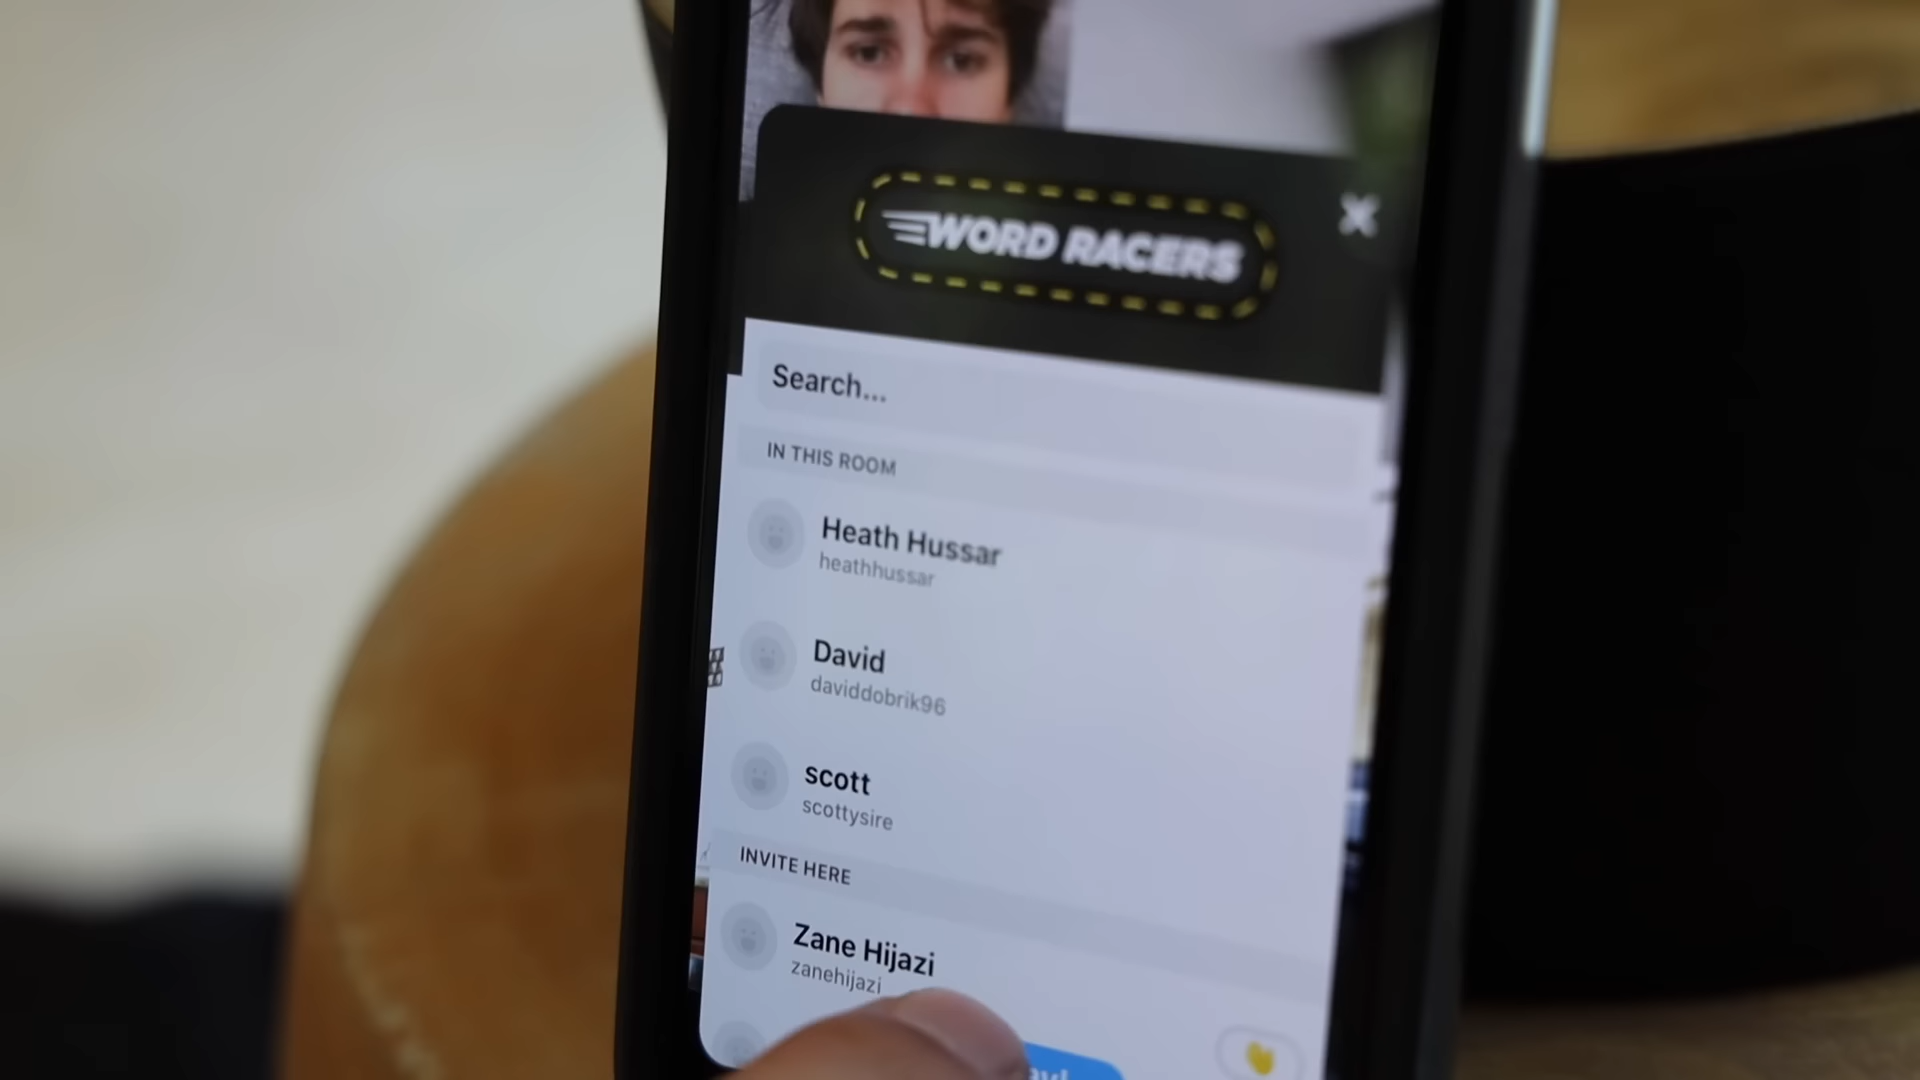 WORD RACERS
Search...
IN THIS ROOM
Heath Hussar
heathhussar
David
daviddobrik96
scott
scottysire
INVITE HERE
Zane Hijazi
zanehijazi